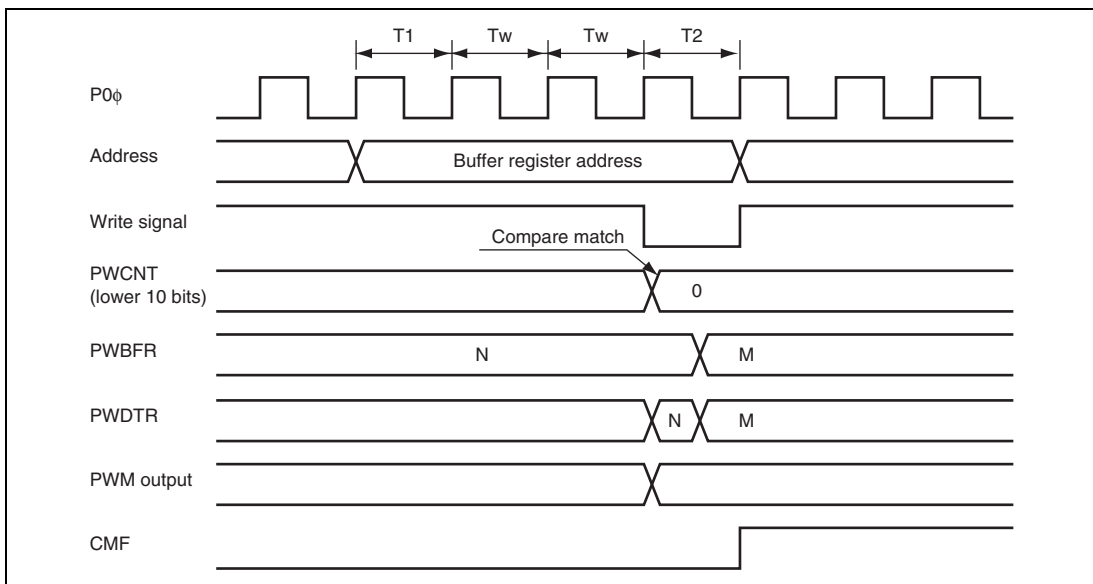 T1 Tw Tw T2
P0ϕ
Address Buffer register address
Write signal
Compare match
PWCNT
(lower 10 bits) 0
PWBFR N M
PWDTR N M
PWM output
CMF